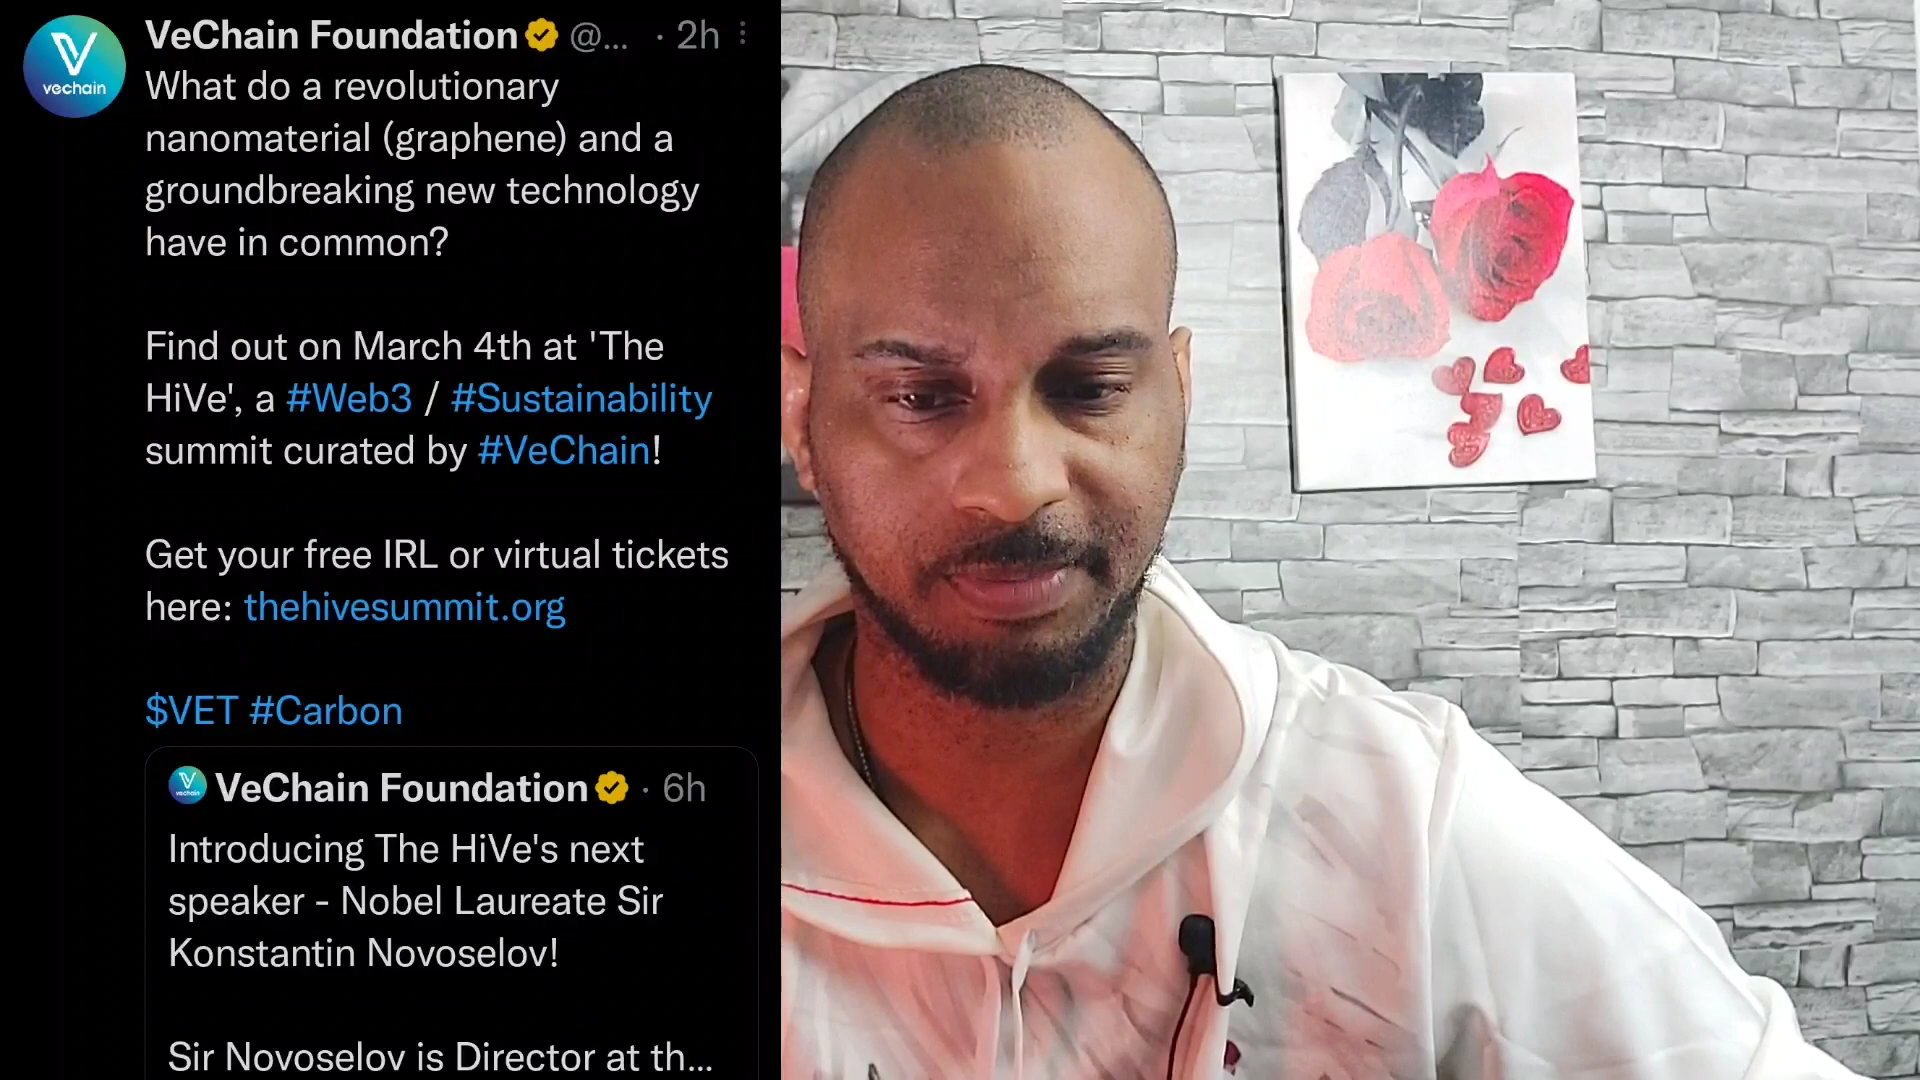 VeChain Foundation @... · 2h
vechain
What do a revolutionary
nanomaterial (graphene) and a
groundbreaking new technology
have in common?
Find out on March 4th at 'The
HiVe', a #Web3 / #Sustainability
summit curated by #VeChain!
Get your free IRL or virtual tickets
here: thehivesummit.org
$VET #Carbon
VeChain Foundation · 6h
vechain
Introducing The HiVe's next
speaker - Nobel Laureate Sir
Konstantin Novoselov!
Sir Novoselov is Director at th...